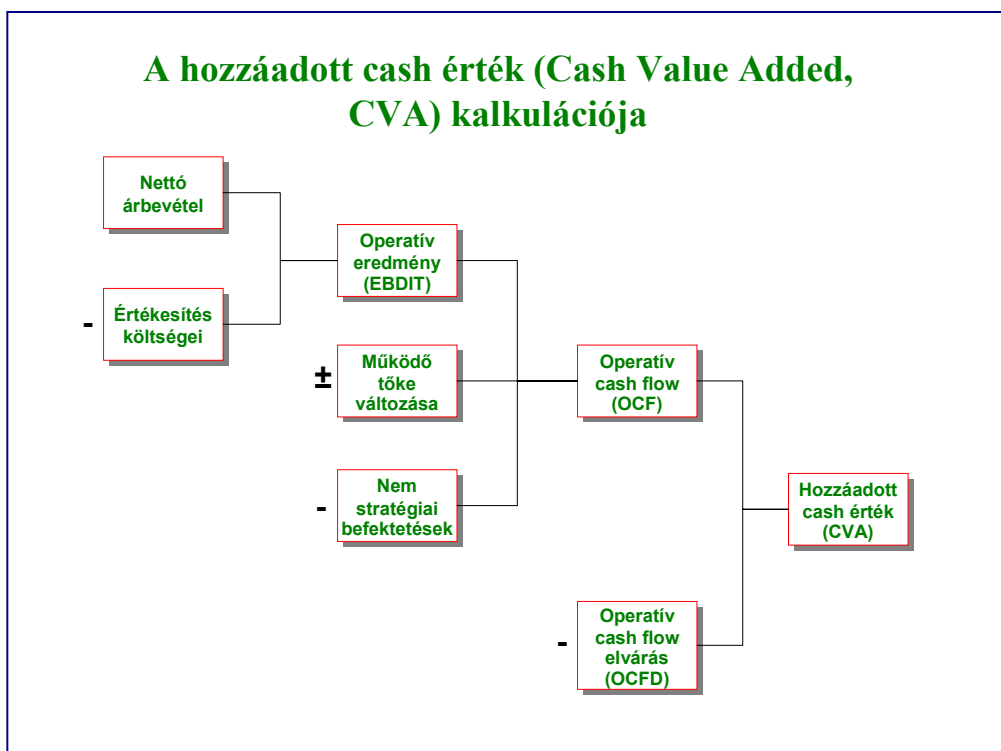 A hozzáadott cash érték (Cash Value Added,
CVA) kalkulációja
Nettó
árbevétel
-
Értékesítés
költségei
Operatív
eredmény
(EBDIT)
±
Működő
tőke
változása
-
Nem
stratégiai
befektetések
Operatív
cash flow
(OCF)
-
Operatív
cash flow
elvárás
(OCFD)
Hozzáadott
cash érték
(CVA)